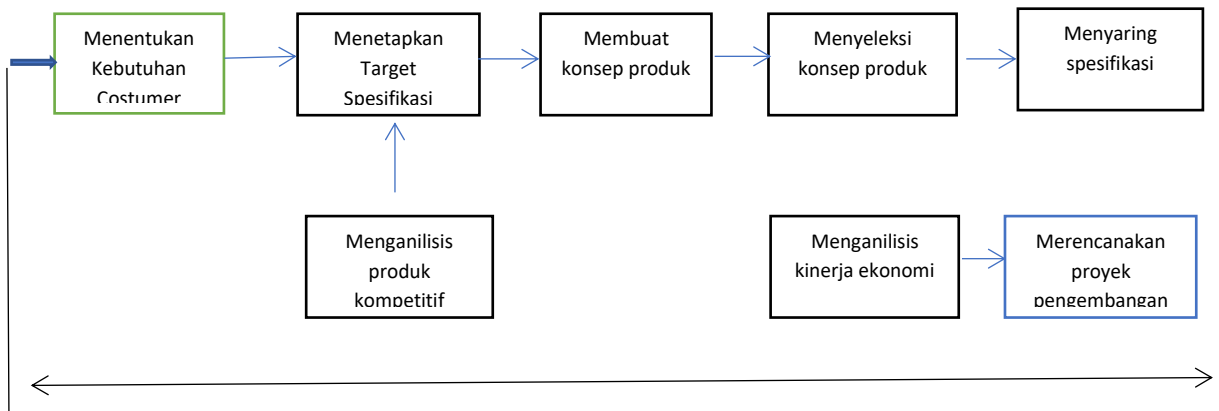 Menentukan
Kebutuhan
Costumer
Menetapkan
Target
Spesifikasi
Membuat
konsep produk
Menyeleksi
konsep produk
Menyaring
spesifikasi
Menganilisis
produk
kompetitif
Menganilisis
kinerja ekonomi
Merencanakan
proyek
pengembangan